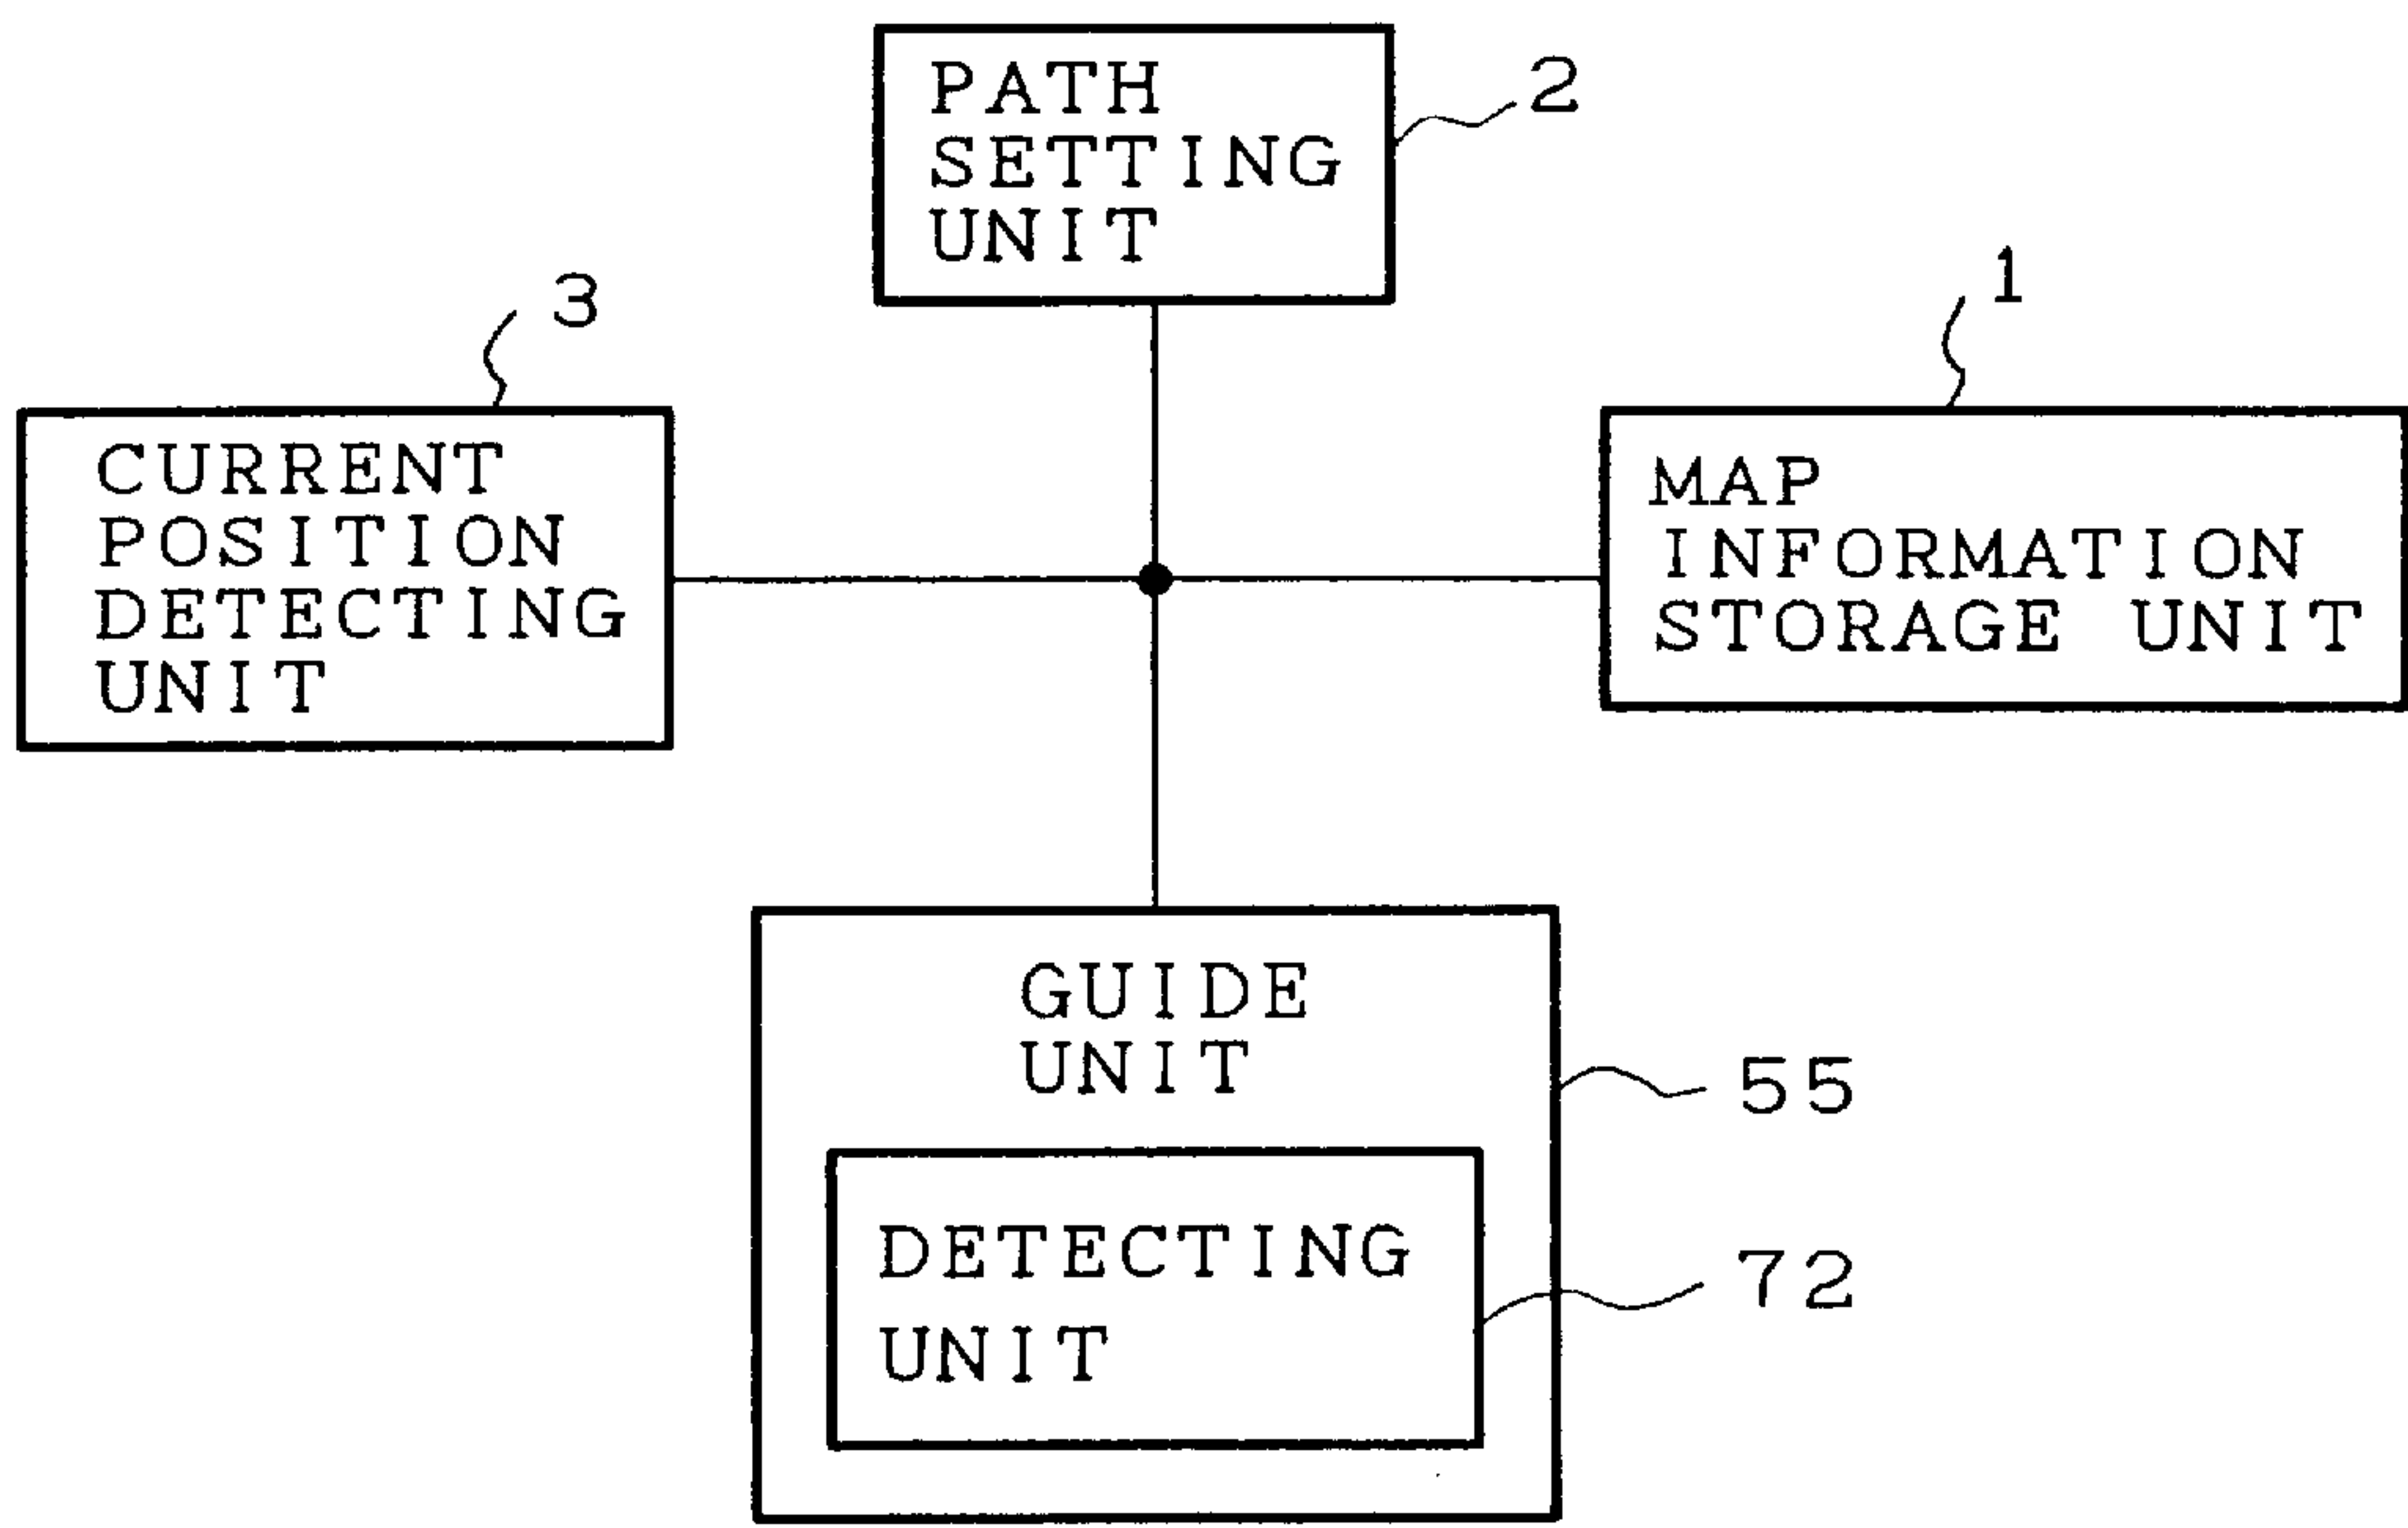 PATH
SETTING
UNIT
2
3
1
CURRENT
POSITION
DETECTING
UNIT
MAP
INFORMATION
STORAGE UNIT
GUIDE
UNIT
55
DETECTING
UNIT
72